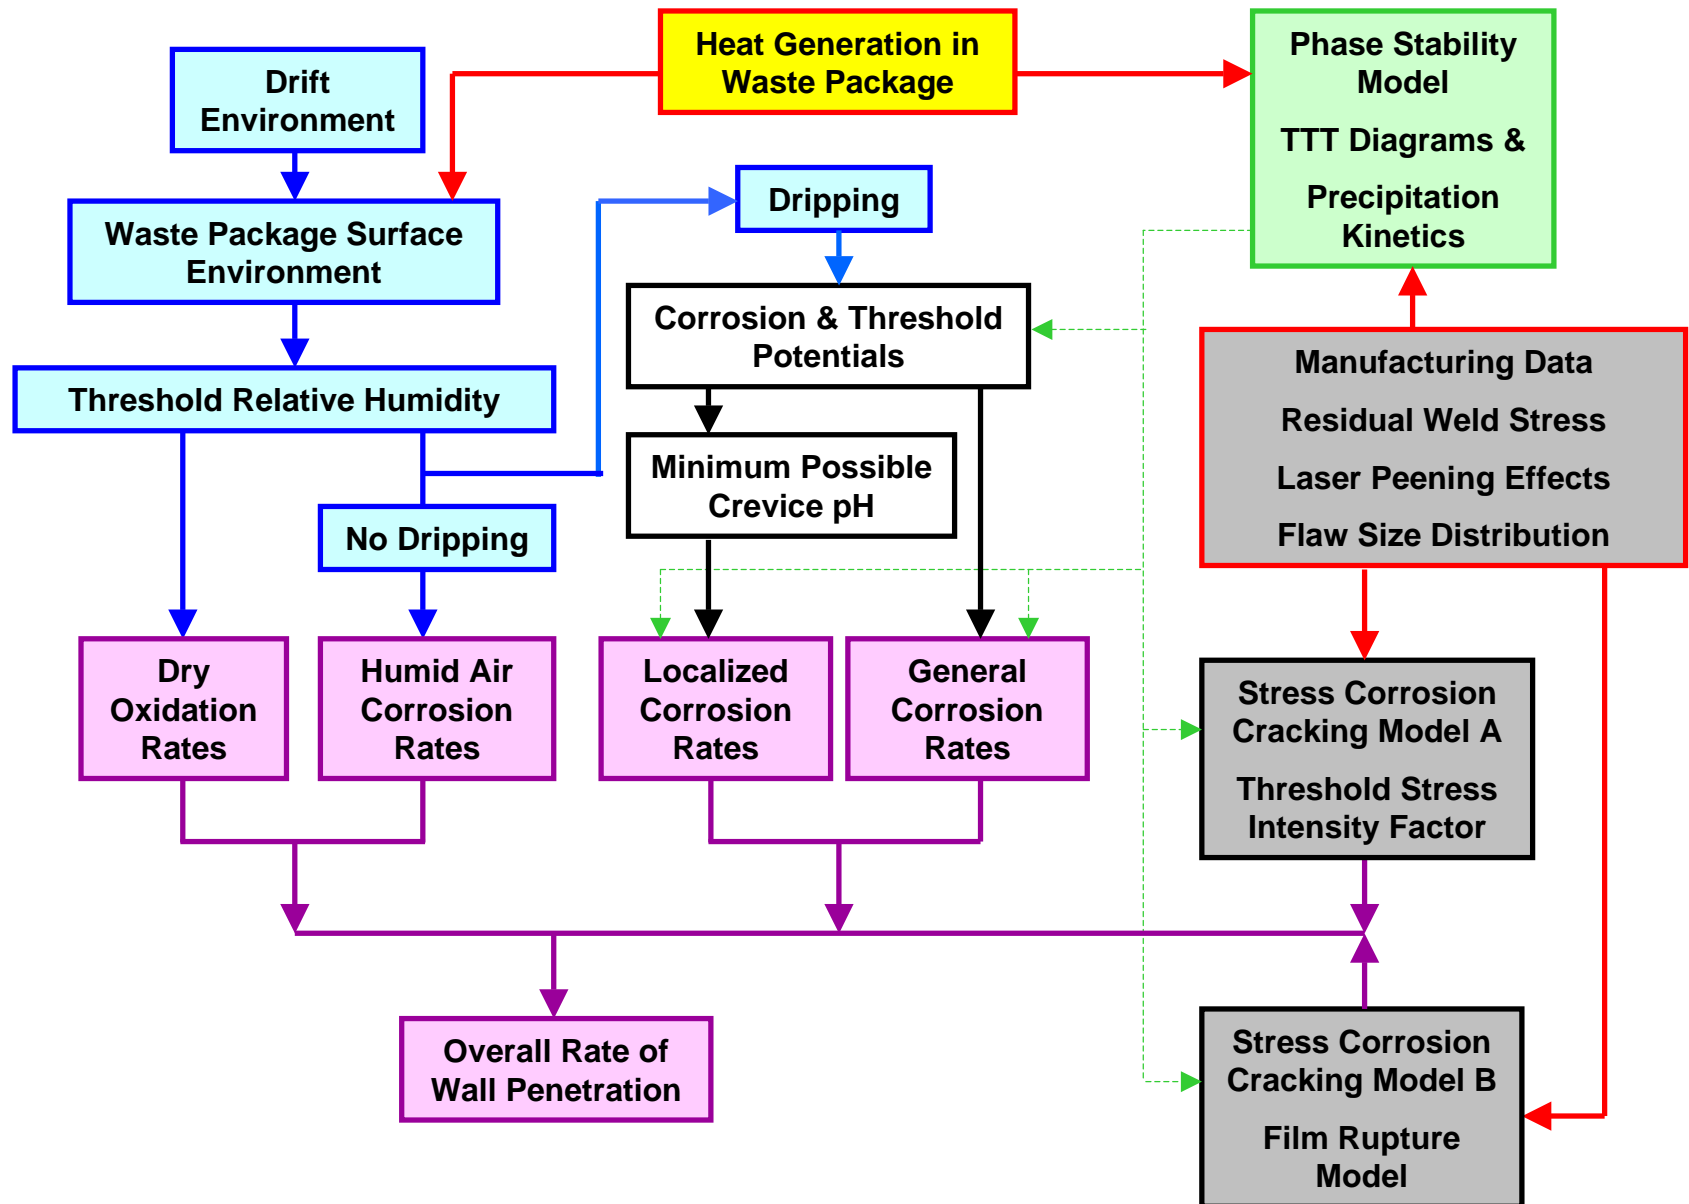 Heat Generation in
Waste Package
Phase Stability
Model
TTT Diagrams &
Precipitation
Kinetics
Drift
Environment
Dripping
Waste Package Surface
Environment
Corrosion & Threshold
Potentials
Manufacturing Data
Residual Weld Stress
Laser Peening Effects
Flaw Size Distribution
Threshold Relative Humidity
Minimum Possible
Crevice pH
No Dripping
Dry
Oxidation
Rates
Humid Air
Corrosion
Rates
Localized
Corrosion
Rates
General
Corrosion
Rates
Stress Corrosion
Cracking Model A
Threshold Stress
Intensity Factor
Overall Rate of
Wall Penetration
Stress Corrosion
Cracking Model B
Film Rupture
Model